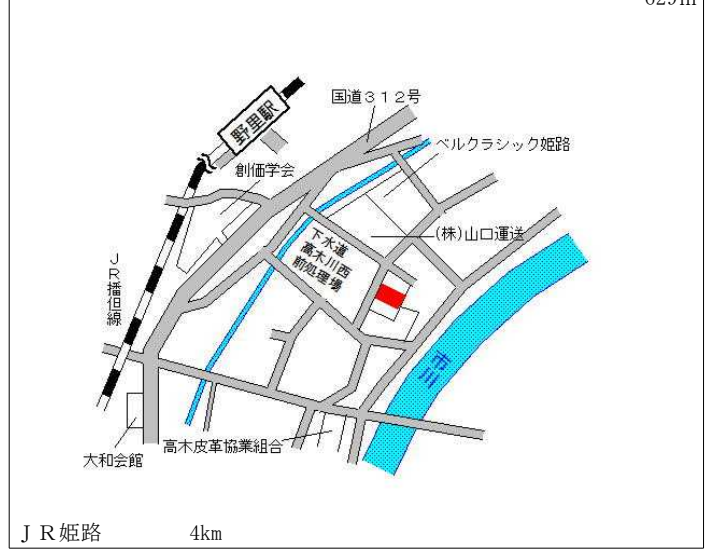 629m
国道３１２号
野里駅
ベルクラシック姫路
創価学会
(株)山口運送
下水道
高木川西
前処理場
ＪＲ播但線
市川
高木皮革協業組合
大和会館
ＪＲ姫路 4km